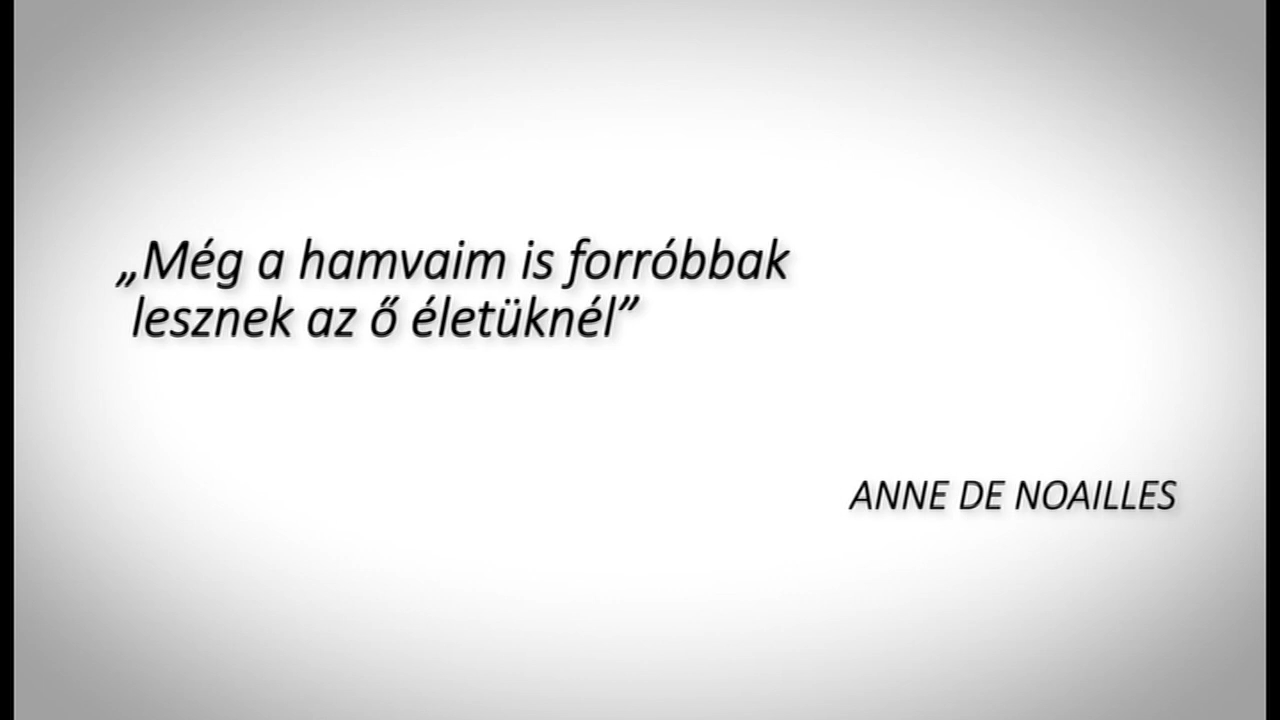 „Még a hamvaim is forróbbak
lesznek az ő életüknél”
ANNE DE NOAILLES